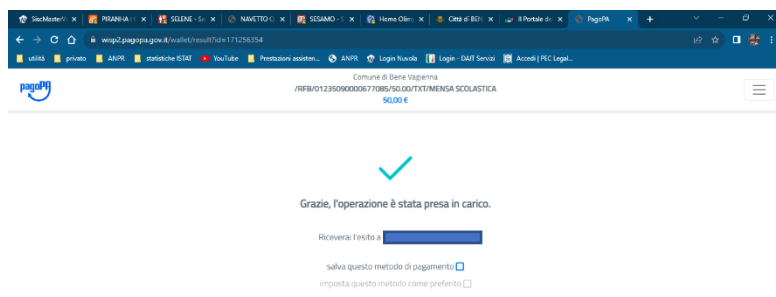 SiscMaster
PIRANHA
SELENE - Se
NAVETTO
SESAMO - S
Home Olimp
Città di BEN
Il Portale de
PagoPA
wisp2.pagopa.gov.it/wallet/result?id=171256354
utilità
privato
ANPR
statistiche ISTAT
YouTube
Prestazioni assisten...
ANPR
Login Nuvola
Login - DAIT Servizi
Accedi | PEC Legal...
pagoPA
Comune di Bene Vagienna
/RFB/01235090000677085/50.00/TXT/MENSA SCOLASTICA
50,00 €
Grazie, l'operazione è stata presa in carico.
Riceverai l'esito a
salva questo metodo di pagamento
imposta questo metodo come preferito